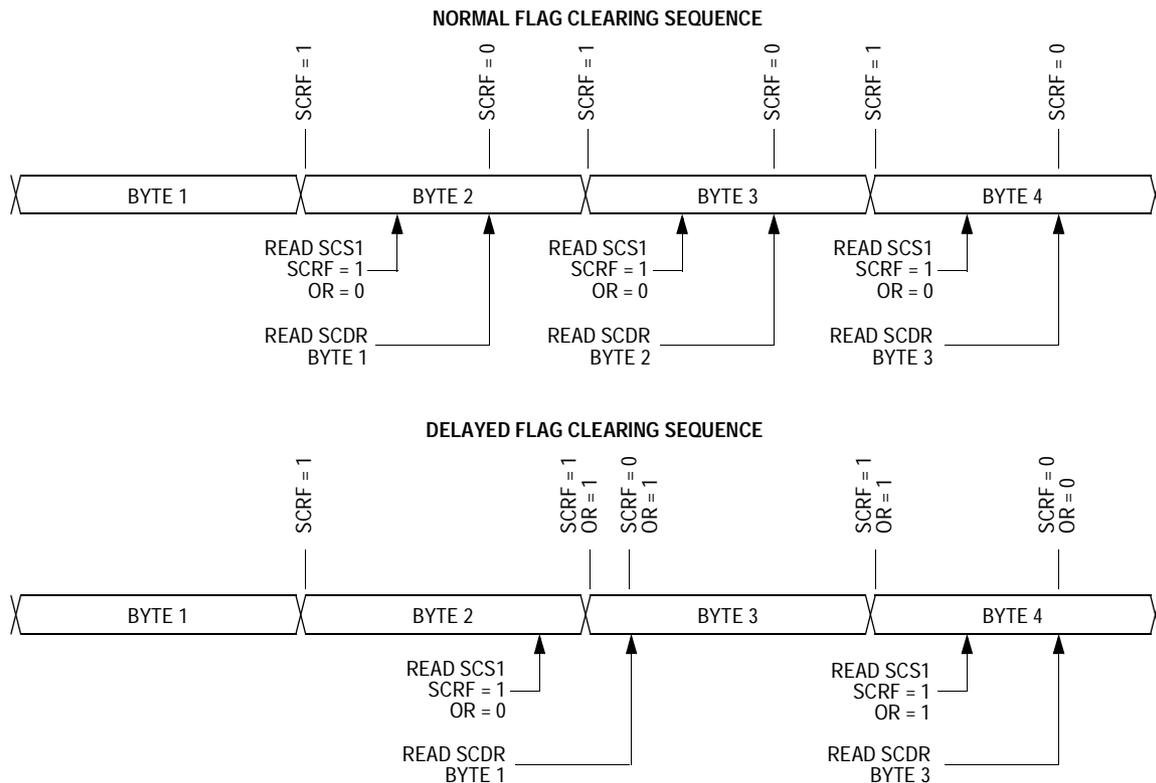 NORMAL FLAG CLEARING SEQUENCE
SCRF = 1
SCRF = 0
SCRF = 1
SCRF = 0
SCRF = 1
SCRF = 0
BYTE 1
BYTE 2
BYTE 3
BYTE 4
READ SCS1
SCRF = 1
OR = 0
READ SCS1
SCRF = 1
OR = 0
READ SCS1
SCRF = 1
OR = 0
READ SCDR
BYTE 1
READ SCDR
BYTE 2
READ SCDR
BYTE 3
DELAYED FLAG CLEARING SEQUENCE
SCRF = 1
SCRF = 1
OR = 1
SCRF = 0
OR = 1
SCRF = 1
OR = 1
SCRF = 0
OR = 0
BYTE 1
BYTE 2
BYTE 3
BYTE 4
READ SCS1
SCRF = 1
OR = 0
READ SCS1
SCRF = 1
OR = 1
READ SCDR
BYTE 1
READ SCDR
BYTE 3